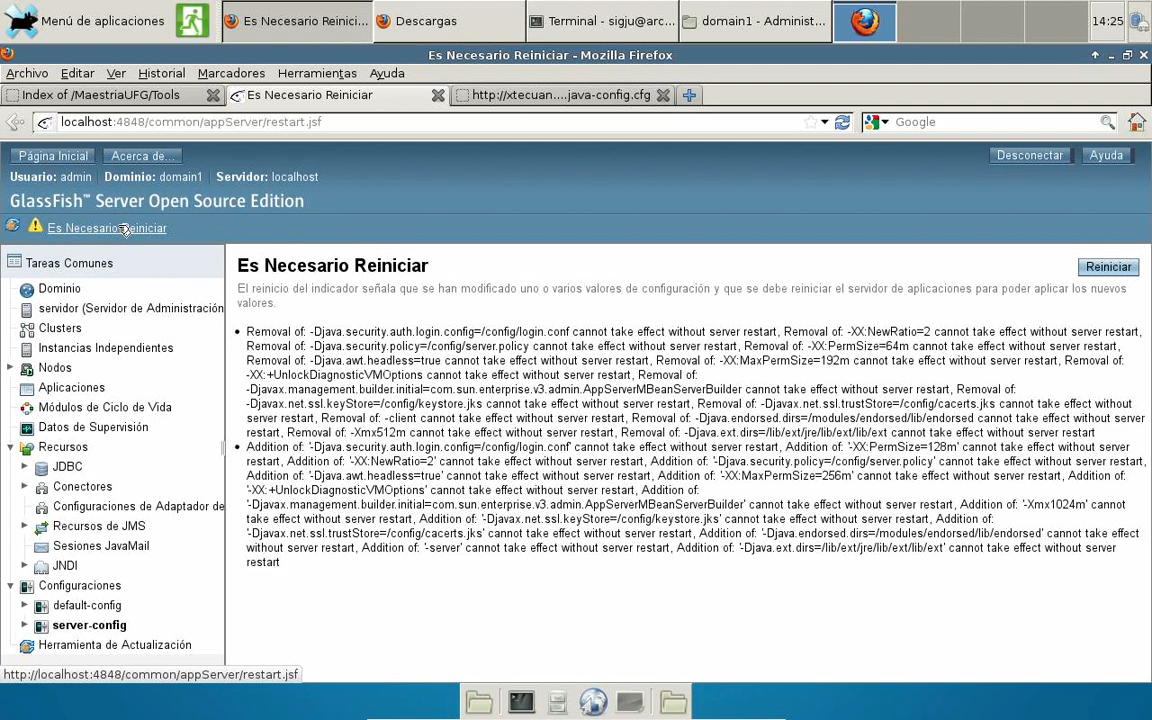 Menú de aplicaciones
Es Necesario Reinici...
Descargas
Terminal - sigju@arc...
domain1 - Administ...
14:25
Es Necesario Reiniciar - Mozilla Firefox
Archivo Editar Ver Historial Marcadores Herramientas Ayuda
Index of /MaestriaUFG/Tools
Es Necesario Reiniciar
http://xtecuan....java-config.cfg
localhost:4848/common/appServer/restart.jsf
Google
Página Inicial
Acerca de...
Desconectar
Ayuda
Usuario: admin Dominio: domain1 Servidor: localhost
GlassFish™ Server Open Source Edition
Es Necesario Reiniciar
Tareas Comunes
Dominio
servidor (Servidor de Administración
Clusters
Instancias Independientes
Nodos
Aplicaciones
Módulos de Ciclo de Vida
Datos de Supervisión
Recursos
JDBC
Conectores
Configuraciones de Adaptador de
Recursos de JMS
Sesiones JavaMail
JNDI
Configuraciones
default-config
server-config
Herramienta de Actualización
Es Necesario Reiniciar
Reiniciar
El reinicio del indicador señala que se han modificado uno o varios valores de configuración y que se debe reiniciar el servidor de aplicaciones para poder aplicar los nuevos
valores.
Removal of: -Djava.security.auth.login.config=/config/login.conf cannot take effect without server restart, Removal of: -XX:NewRatio=2 cannot take effect without server restart,
Removal of: -Djava.security.policy=/config/server.policy cannot take effect without server restart, Removal of: -XX:PermSize=64m cannot take effect without server restart,
Removal of: -Djava.awt.headless=true cannot take effect without server restart, Removal of: -XX:MaxPermSize=192m cannot take effect without server restart, Removal of:
-XX:+UnlockDiagnosticVMOptions cannot take effect without server restart, Removal of:
-Djavax.management.builder.initial=com.sun.enterprise.v3.admin.AppServerMBeanServerBuilder cannot take effect without server restart, Removal of:
-Djavax.net.ssl.keyStore=/config/keystore.jks cannot take effect without server restart, Removal of: -Djavax.net.ssl.trustStore=/config/cacerts.jks cannot take effect without
server restart, Removal of: -client cannot take effect without server restart, Removal of: -Djava.endorsed.dirs=/modules/endorsed/lib/endorsed cannot take effect without server
restart, Removal of: -Xmx512m cannot take effect without server restart, Removal of: -Djava.ext.dirs=/lib/ext/jre/lib/ext/lib/ext cannot take effect without server restart
Addition of: '-Djava.security.auth.login.config=/config/login.conf' cannot take effect without server restart, Addition of: '-XX:PermSize=128m' cannot take effect without server
restart, Addition of: '-XX:NewRatio=2' cannot take effect without server restart, Addition of: '-Djava.security.policy=/config/server.policy' cannot take effect without server restart,
Addition of: '-Djava.awt.headless=true' cannot take effect without server restart, Addition of: '-XX:MaxPermSize=256m' cannot take effect without server restart, Addition of:
'-XX:+UnlockDiagnosticVMOptions' cannot take effect without server restart, Addition of:
'-Djavax.management.builder.initial=com.sun.enterprise.v3.admin.AppServerMBeanServerBuilder' cannot take effect without server restart, Addition of: '-Xmx1024m' cannot
take effect without server restart, Addition of: '-Djavax.net.ssl.keyStore=/config/keystore.jks' cannot take effect without server restart, Addition of:
'-Djavax.net.ssl.trustStore=/config/cacerts.jks' cannot take effect without server restart, Addition of: '-Djava.endorsed.dirs=/modules/endorsed/lib/endorsed' cannot take effect
without server restart, Addition of: '-server' cannot take effect without server restart, Addition of: '-Djava.ext.dirs=/lib/ext/jre/lib/ext/lib/ext' cannot take effect without server
restart
http://localhost:4848/common/appServer/restart.jsf